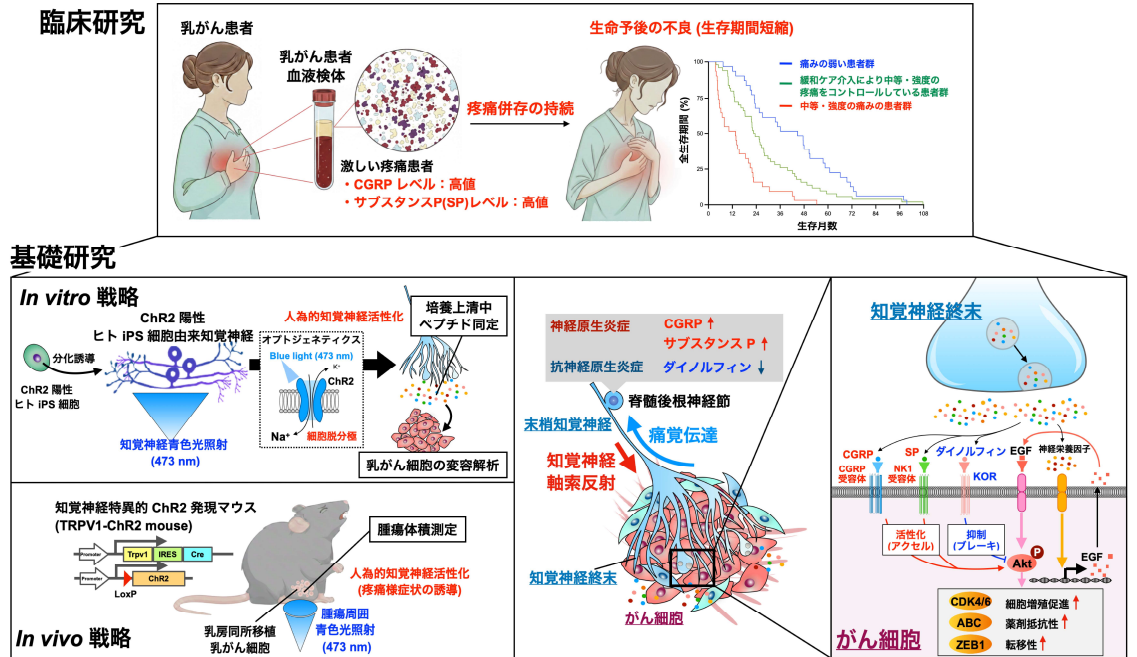 臨床研究
乳がん患者
乳がん患者
血液検体
激しい疼痛患者
・CGRP レベル：高値
・サブスタンスP(SP)レベル：高値
疼痛併存の持続
生命予後の不良 (生存期間短縮)
痛みの弱い患者群
緩和ケア介入により中等・強度の
疼痛をコントロールしている患者群
中等・強度の痛みの患者群
全生存期間 (%)
100
75
50
25
0
0 12 24 36 48 60 72 84 96 108
生存月数
基礎研究
In vitro 戦略
ChR2 陽性
ヒト iPS 細胞由来知覚神経
分化誘導
ChR2 陽性
ヒト iPS 細胞
知覚神経青色光照射
(473 nm)
人為的知覚神経活性化
オプトジェネティクス
Blue light (473 nm)
K⁺
ChR2
Na⁺
細胞脱分極
培養上清中
ペプチド同定
乳がん細胞の変容解析
知覚神経特異的 ChR2 発現マウス
(TRPV1-ChR2 mouse)
Promoter
Trpv1
IRES
Cre
Promoter
ChR2
LoxP
In vivo 戦略
腫瘍体積測定
人為的知覚神経活性化
(疼痛様症状の誘導)
乳房同所移植
乳がん細胞
腫瘍周囲
青色光照射
(473 nm)
神経原生炎症
CGRP ↑
サブスタンス P ↑
抗神経原生炎症
ダイノルフィン ↓
脊髄後根神経節
末梢知覚神経
痛覚伝達
知覚神経
軸索反射
知覚神経終末
がん細胞
知覚神経終末
CGRP
SP
ダイノルフィン
EGF
神経栄養因子
CGRP
受容体
NK1
受容体
KOR
活性化
(アクセル)
抑制
(ブレーキ)
P
Akt
EGF
CDK4/6
細胞増殖促進 ↑
ABC
薬剤抵抗性 ↑
ZEB1
転移性 ↑
がん細胞